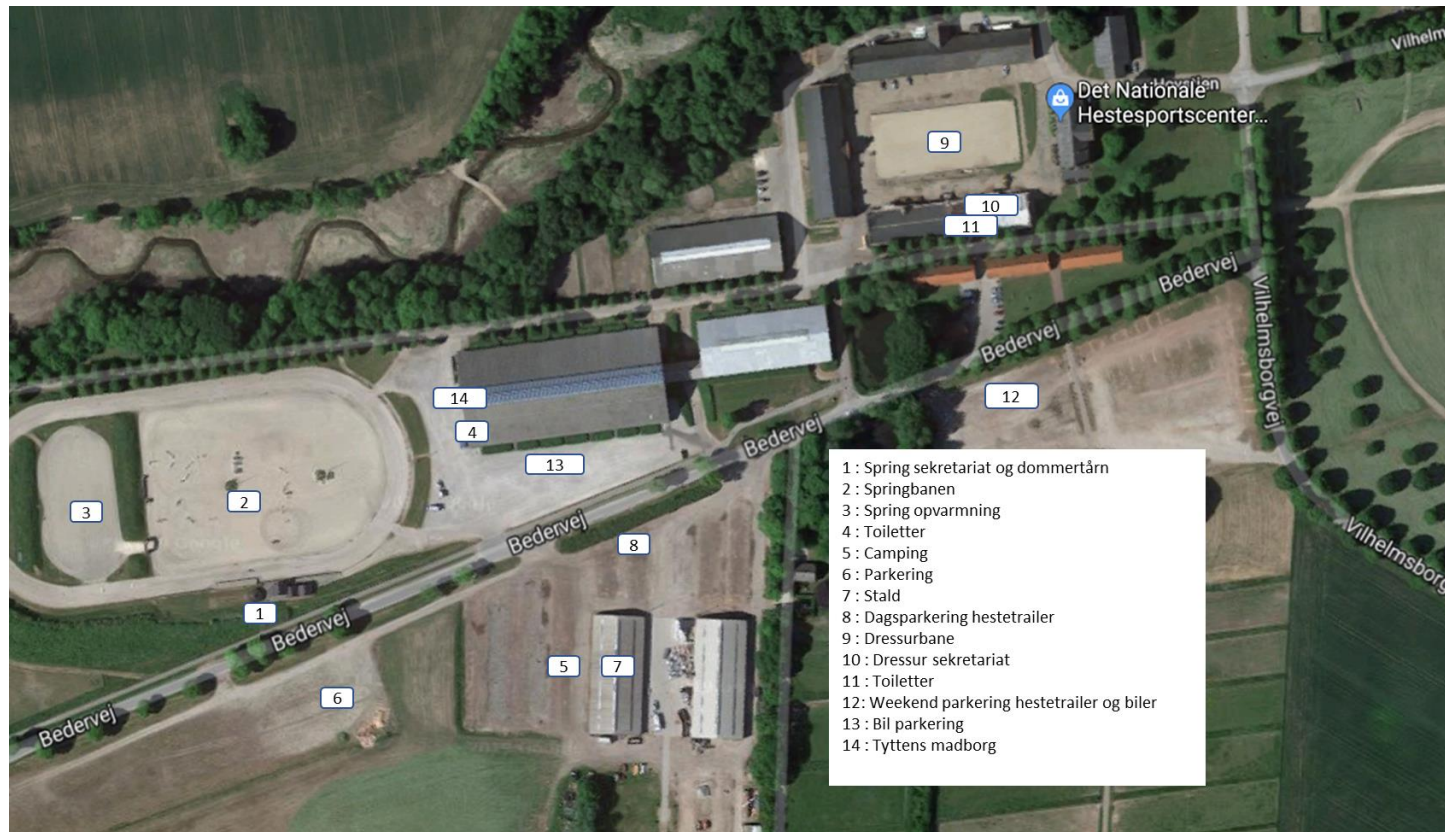 Vilhelm
Hovstien
Det Nationale
Hestesportscenter...
9
10
11
Bedervej
Vilhelmsborgvej
Bedervej
14
12
4
Bedervej
13
2
3
Bedervej
8
Vilhelmsborg
1
Bedervej
5
7
6
Bedervej
Google
1 : Spring sekretariat og dommertårn
2 : Springbanen
3 : Spring opvarmning
4 : Toiletter
5 : Camping
6 : Parkering
7 : Stald
8 : Dagsparkering hestetrailer
9 : Dressurbane
10 : Dressur sekretariat
11 : Toiletter
12: Weekend parkering hestetrailer og biler
13 : Bil parkering
14 : Tyttens madborg